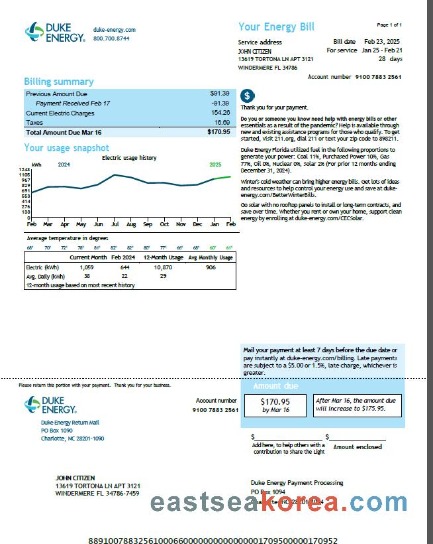 DUKE ENERGY.
duke-energy.com
800.700.8744
Your Energy Bill
Page 1 of 1
Service address
JOHN CITIZEN
13619 TORTONA LN APT 3121
WINDERMERE FL 34786
Bill date Feb 23, 2025
For service Jan 25 - Feb 21
28 days
Account number 9100 7883 2561
Billing summary
Previous Amount Due $81.39
Payment Received Feb 17 -81.39
Current Electric Charges 154.26
Taxes 16.69
Total Amount Due Mar 16 $170.95
$
Thank you for your payment.
Do you or someone you know need help with energy bills or other
essentials as a result of the pandemic? Help is available through
new and existing assistance programs for those who qualify. To get
started, visit 211.org, dial 211 or text your zip code to 898211.
Duke Energy Florida utilized fuel in the following proportions to
generate your power: Coal 11%, Purchased Power 10%, Gas
77%, Oil 0%, Nuclear 0%, Solar 2% (For prior 12 months ending
December 31, 2024).
Winter's cold weather can bring higher energy bills. Get lots of ideas
and resources to help control your energy use and save at duke-
energy.com/BetterWinterBills.
Go solar with no rooftop panels to install or long-term contracts, and
save over time. Whether you rent or own your home, support clean
energy by enrolling at duke-energy.com/CECSolar.
Your usage snapshot
Electric usage history
kWh 2024 2025
Feb Mar Apr May Jun Jul Aug Sep Oct Nov Dec Jan Feb
Average temperature in degrees
Current Month Feb 2024 12-Month Usage Avg Monthly Usage
Electric (kWh) 1,059 644 10,870 906
Avg. Daily (kWh) 38 22 29
12-month usage based on most recent history
Mail your payment at least 7 days before the due date or
pay instantly at duke-energy.com/billing. Late payments
are subject to a $5.00 or 1.5%, late charge, whichever is
greater.
Please return this portion with your payment. Thank you for your business.
Amount due
DUKE ENERGY.
Account number
9100 7883 2561
$170.95
by Mar 16
After Mar 16, the amount due
will increase to $175.95.
Duke Energy Return Mail
PO Box 1090
Charlotte, NC 28201-1090
$ $
Add here, to help others with a
contribution to Share the Light
Amount enclosed
JOHN CITIZEN
13619 TORTONA LN APT 3121
WINDERMERE FL 34786-7459
Duke Energy Payment Processing
PO Box 1094
eastseakorea.com